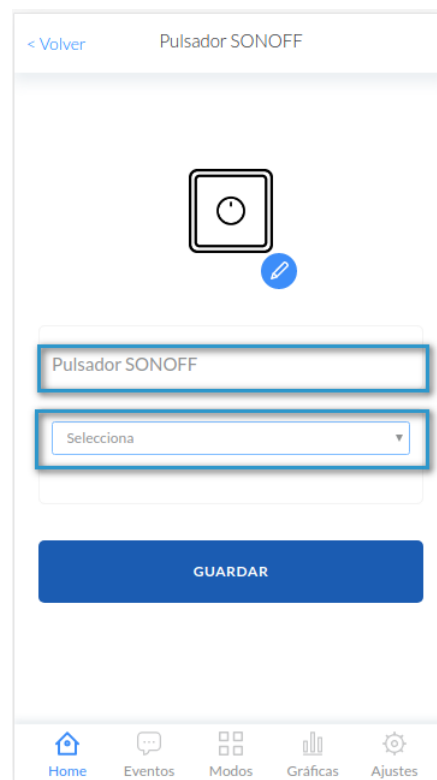 < Volver Pulsador SONOFF
Pulsador SONOFF
Selecciona
GUARDAR
Home Eventos Modos Gráficas Ajustes